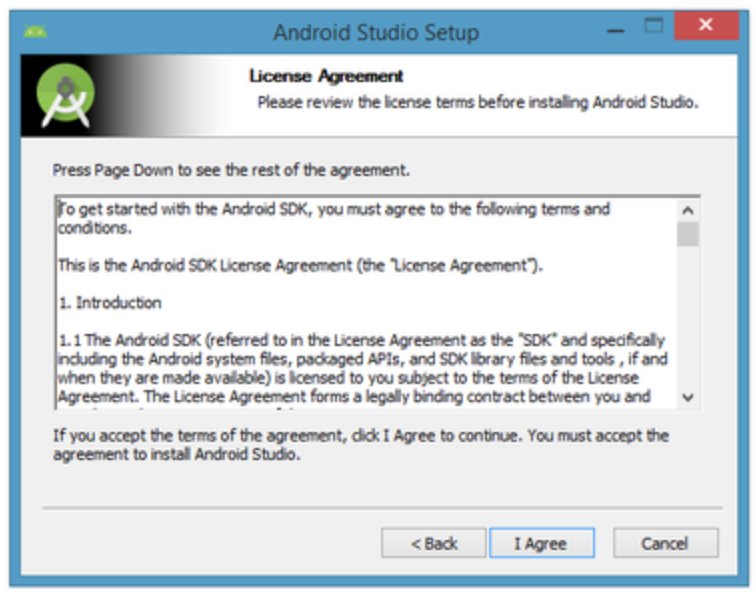 Android Studio Setup
License Agreement
Please review the license terms before installing Android Studio.
Press Page Down to see the rest of the agreement.
To get started with the Android SDK, you must agree to the following terms and
conditions.
This is the Android SDK License Agreement (the "License Agreement").
1. Introduction
1.1 The Android SDK (referred to in the License Agreement as the "SDK" and specifically
including the Android system files, packaged APIs, and SDK library files and tools , if and
when they are made available) is licensed to you subject to the terms of the License
Agreement. The License Agreement forms a legally binding contract between you and
If you accept the terms of the agreement, click I Agree to continue. You must accept the
agreement to install Android Studio.
< Back
I Agree
Cancel